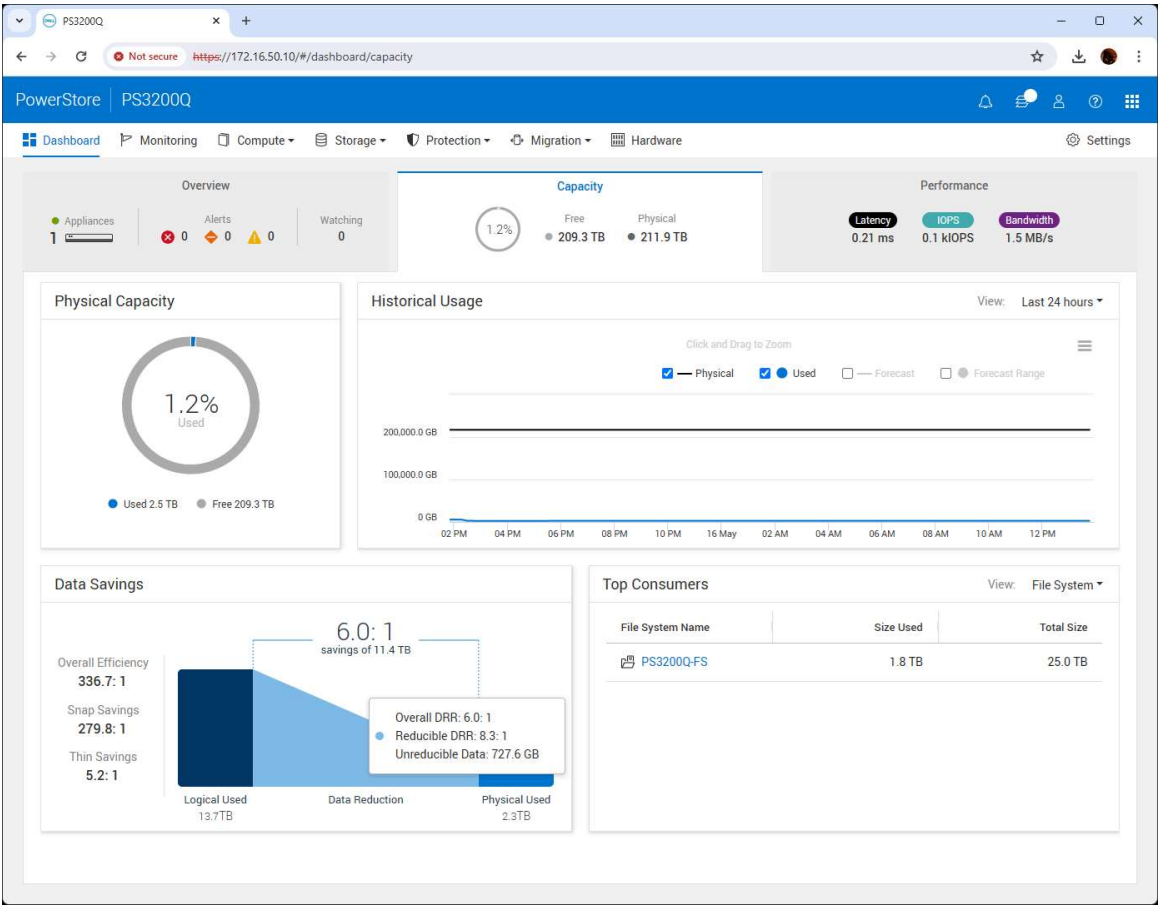 PS3200Q
Not secure https://172.16.50.10/#/dashboard/capacity
PowerStore PS3200Q
Dashboard Monitoring Compute Storage Protection Migration Hardware Settings
Overview
Appliances
1
Alerts
0 0 0
Watching
0
Capacity
1.2%
Free
209.3 TB
Physical
211.9 TB
Performance
Latency IOPS Bandwidth
0.21 ms 0.1 kIOPS 1.5 MB/s
Physical Capacity
1.2%
Used
Used 2.5 TB Free 209.3 TB
Historical Usage
View: Last 24 hours
Click and Drag to Zoom
Physical Used Forecast Forecast Range
200,000.0 GB
100,000.0 GB
0 GB
02 PM 04 PM 06 PM 08 PM 10 PM 16 May 02 AM 04 AM 06 AM 08 AM 10 AM 12 PM
Data Savings
6.0: 1
savings of 11.4 TB
Overall Efficiency
336.7: 1
Snap Savings
279.8: 1
Thin Savings
5.2: 1
Overall DRR: 6.0: 1
Reducible DRR: 8.3: 1
Unreducible Data: 727.6 GB
Logical Used Data Reduction Physical Used
13.7TB 2.3TB
Top Consumers
View: File System
File System Name Size Used Total Size
PS3200Q-FS 1.8 TB 25.0 TB